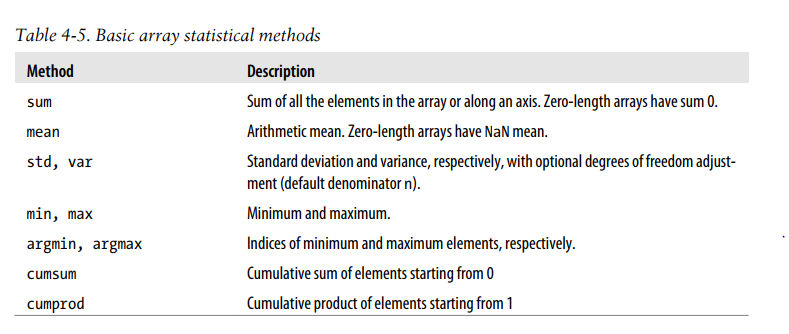 Table 4-5. Basic array statistical methods
Method Description
sum Sum of all the elements in the array or along an axis. Zero-length arrays have sum 0.
mean Arithmetic mean. Zero-length arrays have NaN mean.
std, var Standard deviation and variance, respectively, with optional degrees of freedom adjust-
ment (default denominator n).
min, max Minimum and maximum.
argmin, argmax Indices of minimum and maximum elements, respectively.
cumsum Cumulative sum of elements starting from 0
cumprod Cumulative product of elements starting from 1